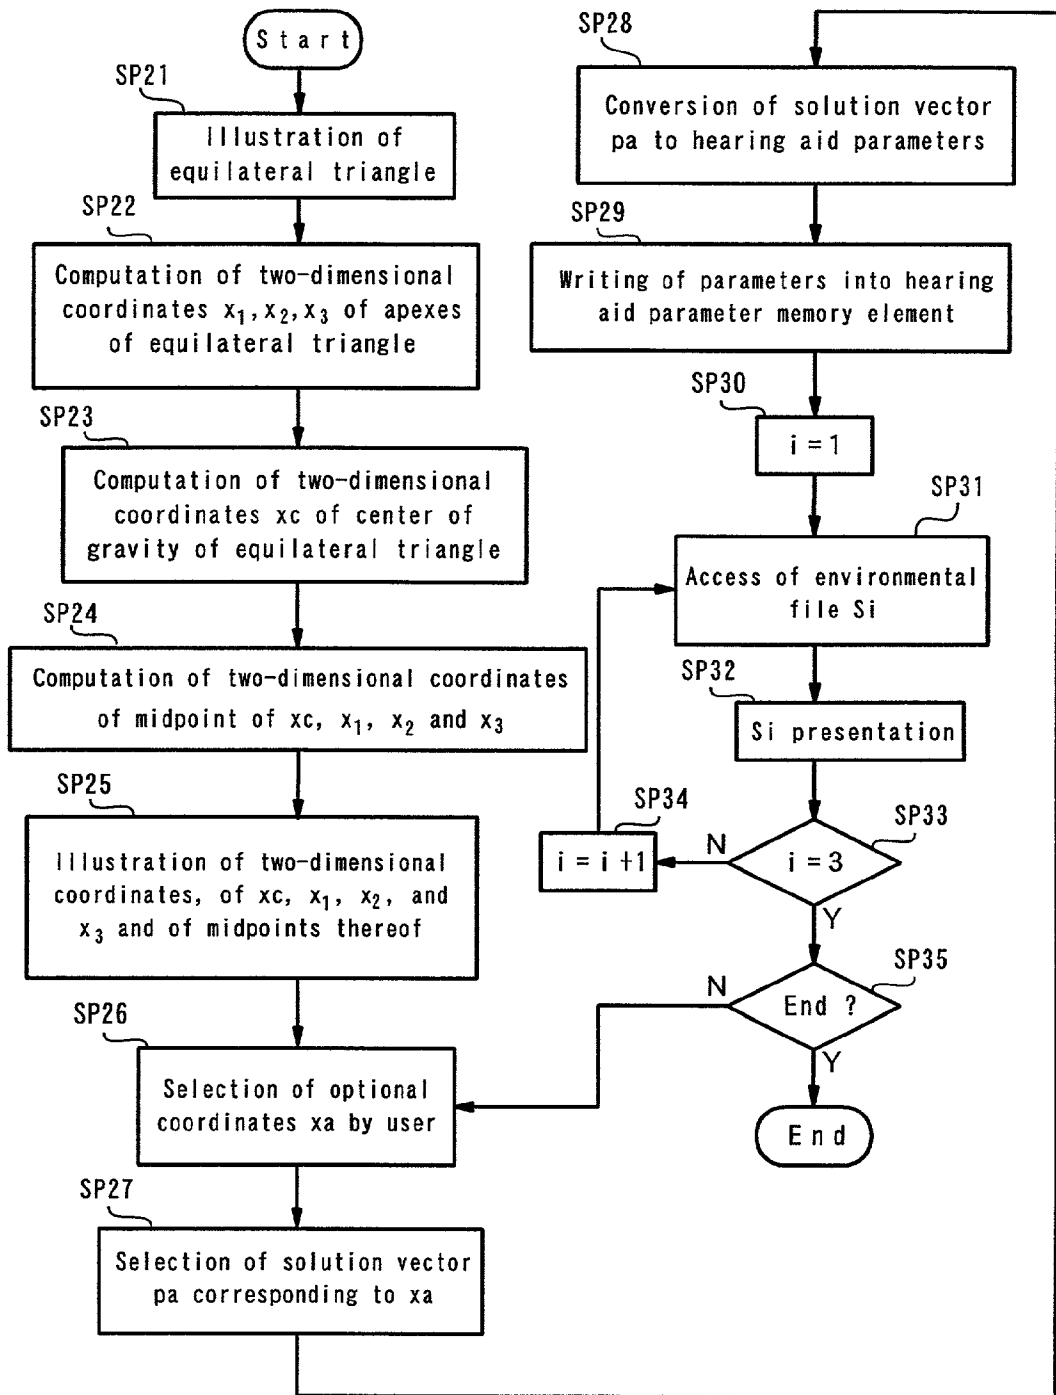 Start
SP21
Illustration of
equilateral triangle
SP22
Computation of two-dimensional
coordinates x₁, x₂, x₃ of apexes
of equilateral triangle
SP23
Computation of two-dimensional
coordinates xc of center of
gravity of equilateral triangle
SP24
Computation of two-dimensional coordinates
of midpoint of xc, x₁, x₂ and x₃
SP25
Illustration of two-dimensional
coordinates, of xc, x₁, x₂, and
x₃ and of midpoints thereof
SP26
Selection of optional
coordinates xa by user
SP27
Selection of solution vector
pa corresponding to xa
SP28
Conversion of solution vector
pa to hearing aid parameters
SP29
Writing of parameters into hearing
aid parameter memory element
SP30
i = 1
SP31
Access of environmental
file Si
SP32
Si presentation
SP33
i = 3
N
Y
SP34
i = i +1
SP35
End ?
N
Y
End